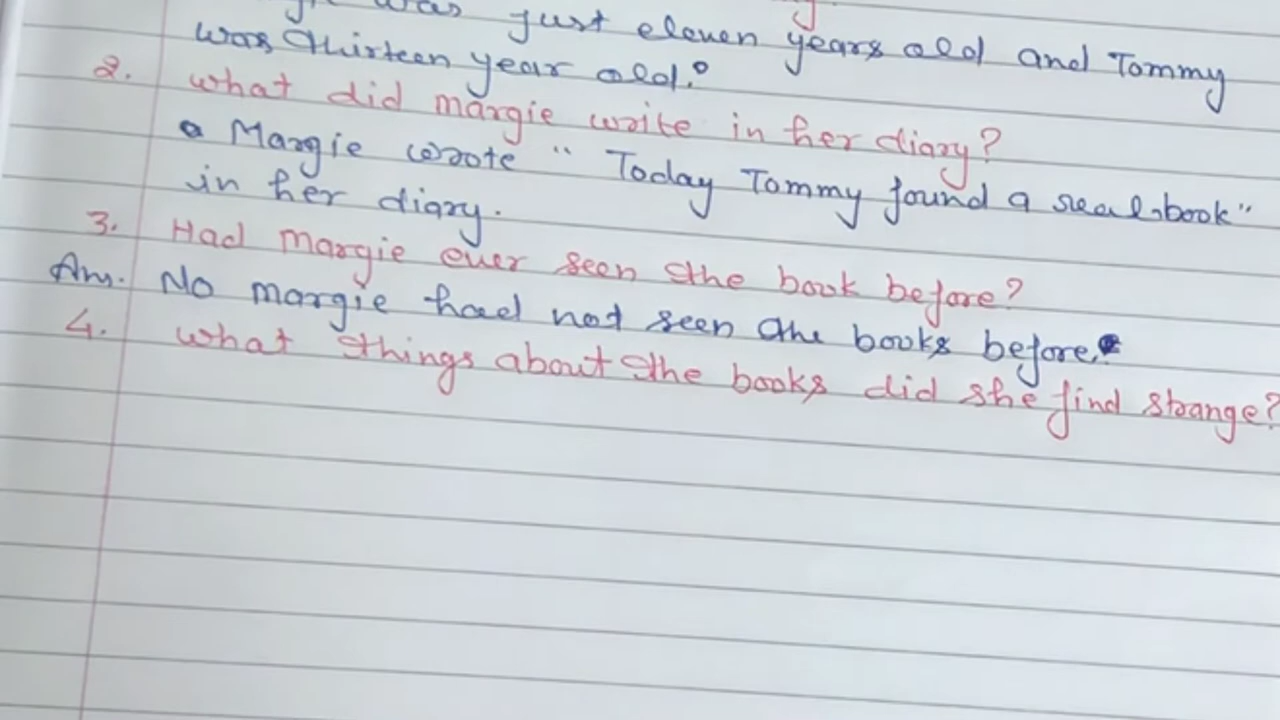 was just eleven years old and Tommy
was thirteen year old.
2. what did margie write in her diary?
Margie wrote " Today Tommy found a real book"
in her diary.
3. Had margie ever seen the book before?
Ans. No margie had not seen the books before.
4. what things about the books did she find strange?